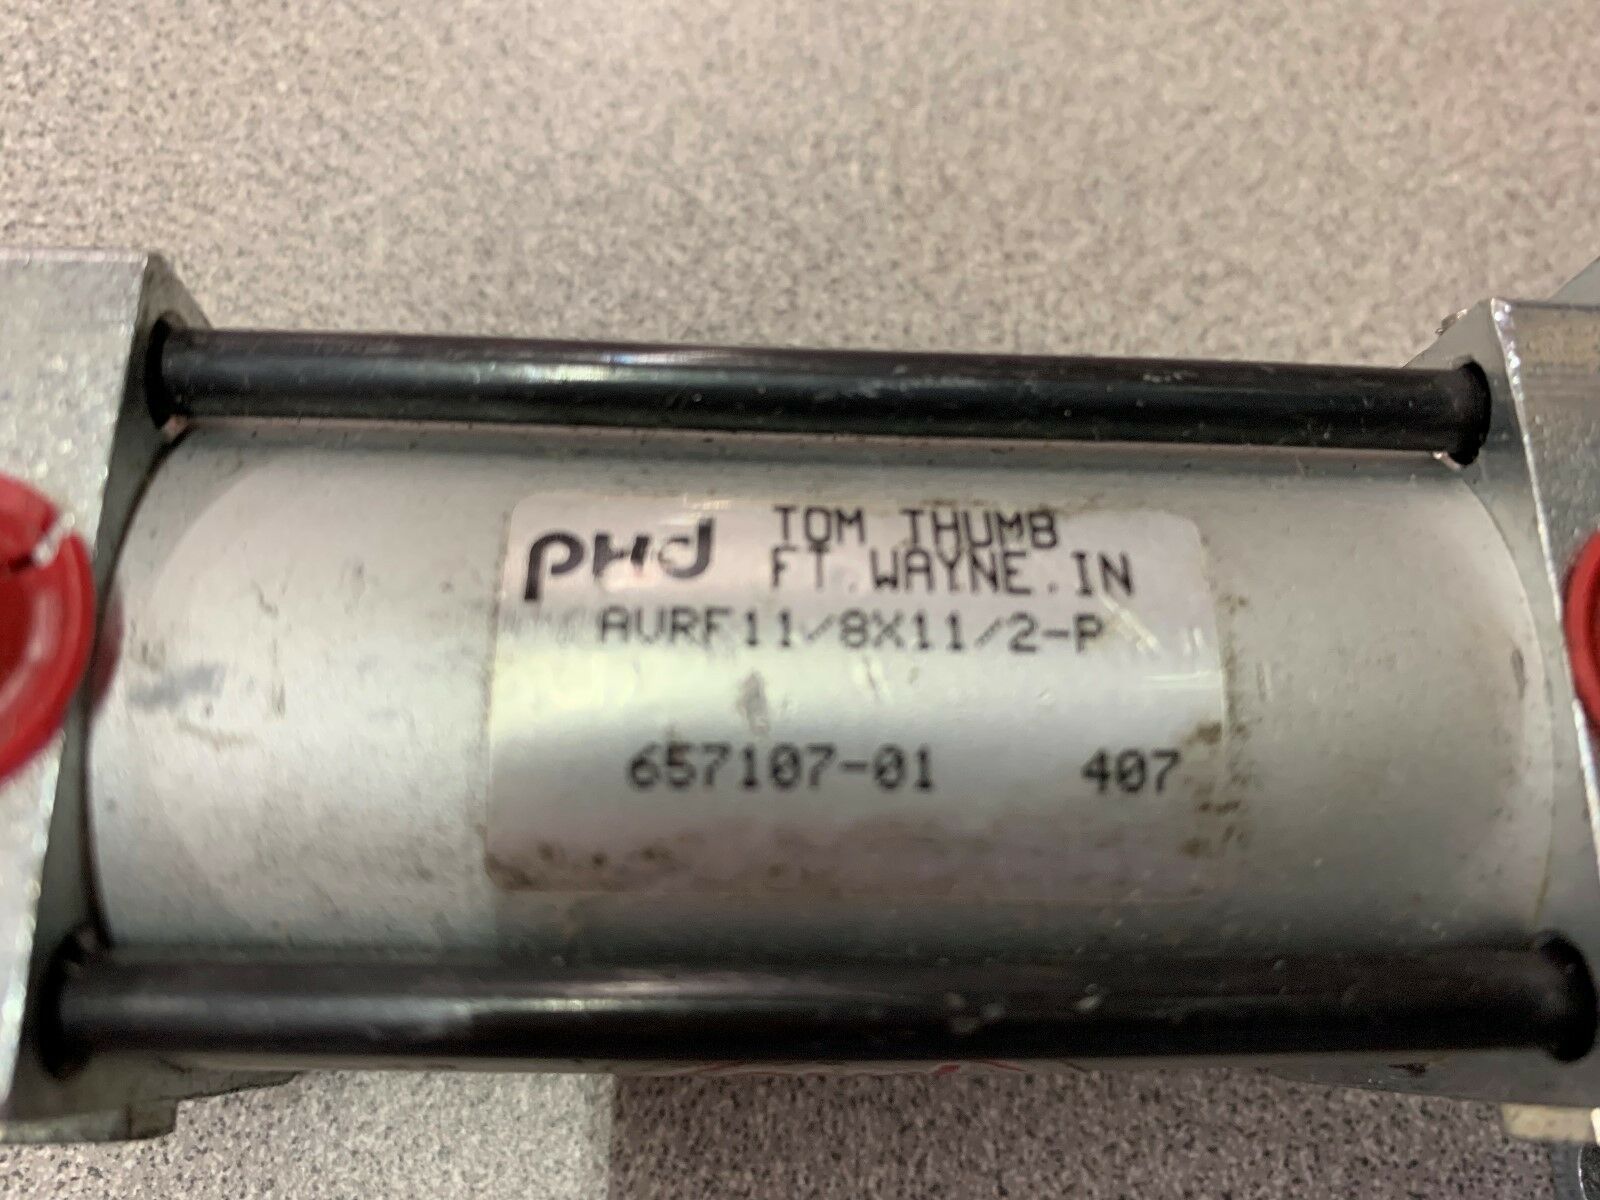 PHd TOM THUMB
FT. WAYNE. IN
AVRF11/8X11/2-P
657107-01 407